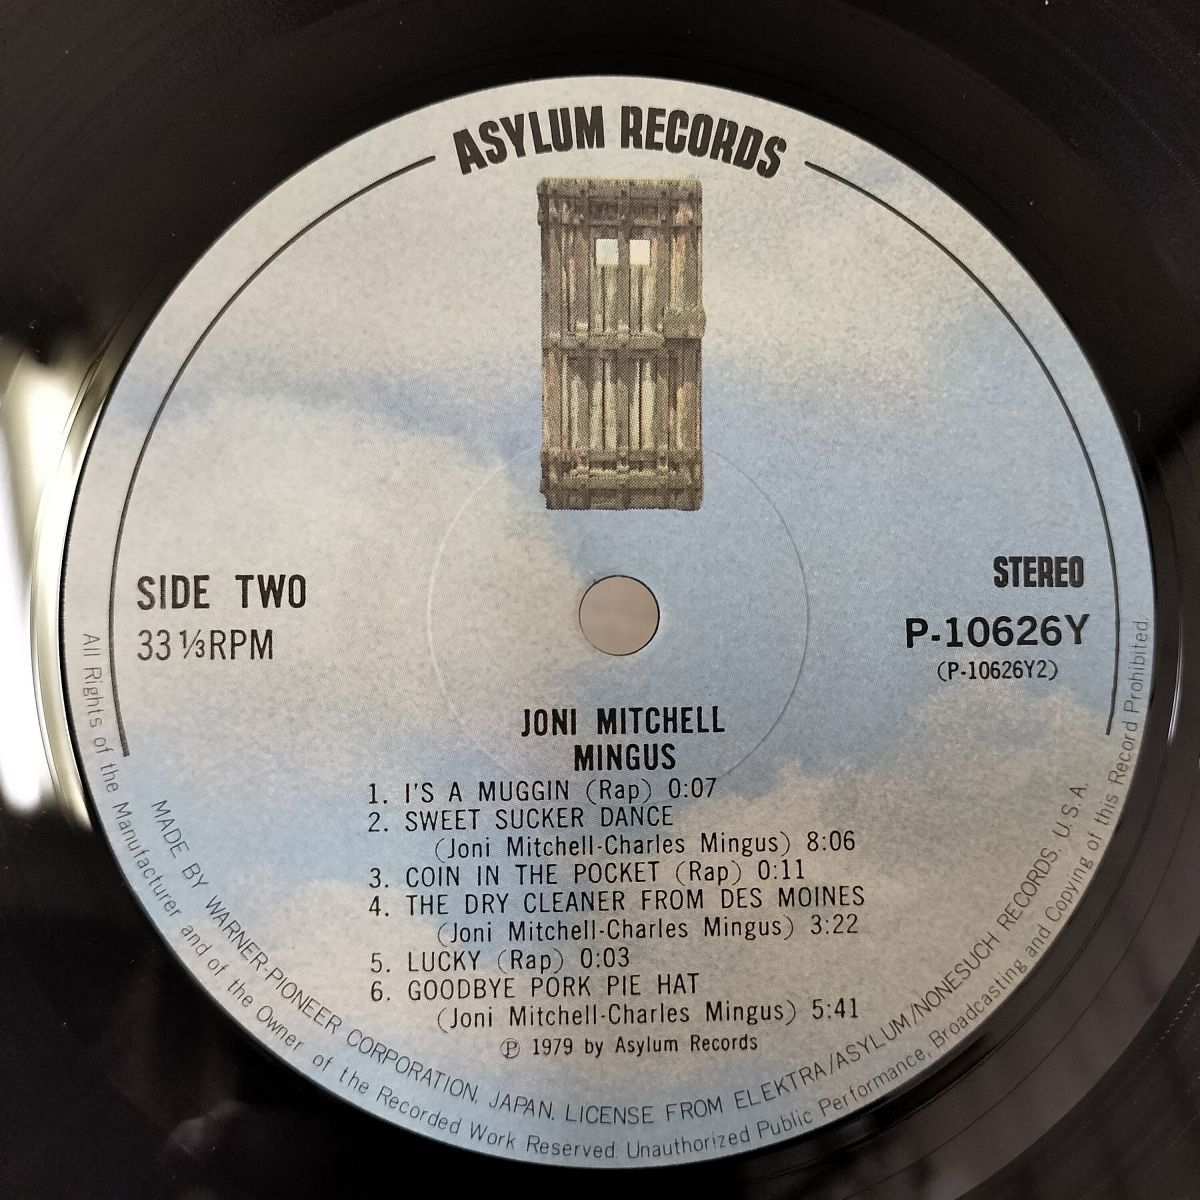 ASYLUM RECORDS
SIDE TWO
33 1/3 RPM
STEREO
P-10626Y
(P-10626Y2)
JONI MITCHELL
MINGUS
1. I'S A MUGGIN (Rap) 0:07
2. SWEET SUCKER DANCE
(Joni Mitchell-Charles Mingus) 8:06
3. COIN IN THE POCKET (Rap) 0:11
4. THE DRY CLEANER FROM DES MOINES
(Joni Mitchell-Charles Mingus) 3:22
5. LUCKY (Rap) 0:03
6. GOODBYE PORK PIE HAT
(Joni Mitchell-Charles Mingus) 5:41
℗ 1979 by Asylum Records
MADE BY WARNER-PIONEER CORPORATION, JAPAN. LICENSE FROM ELEKTRA/ASYLUM/NONESUCH RECORDS, U.S.A.
All Rights of the Manufacturer and of the Owner of the Recorded Work Reserved. Unauthorized Public Performance, Broadcasting and Copying of this Record Prohibited.